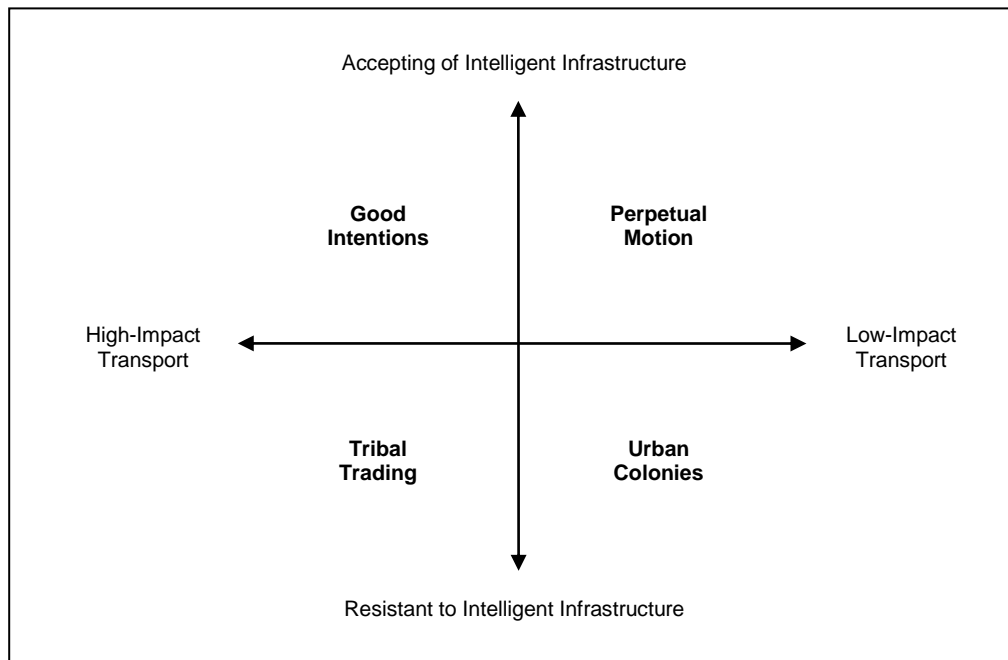 Accepting of Intelligent Infrastructure
Good
Intentions
Perpetual
Motion
High-Impact
Transport
Low-Impact
Transport
Tribal
Trading
Urban
Colonies
Resistant to Intelligent Infrastructure